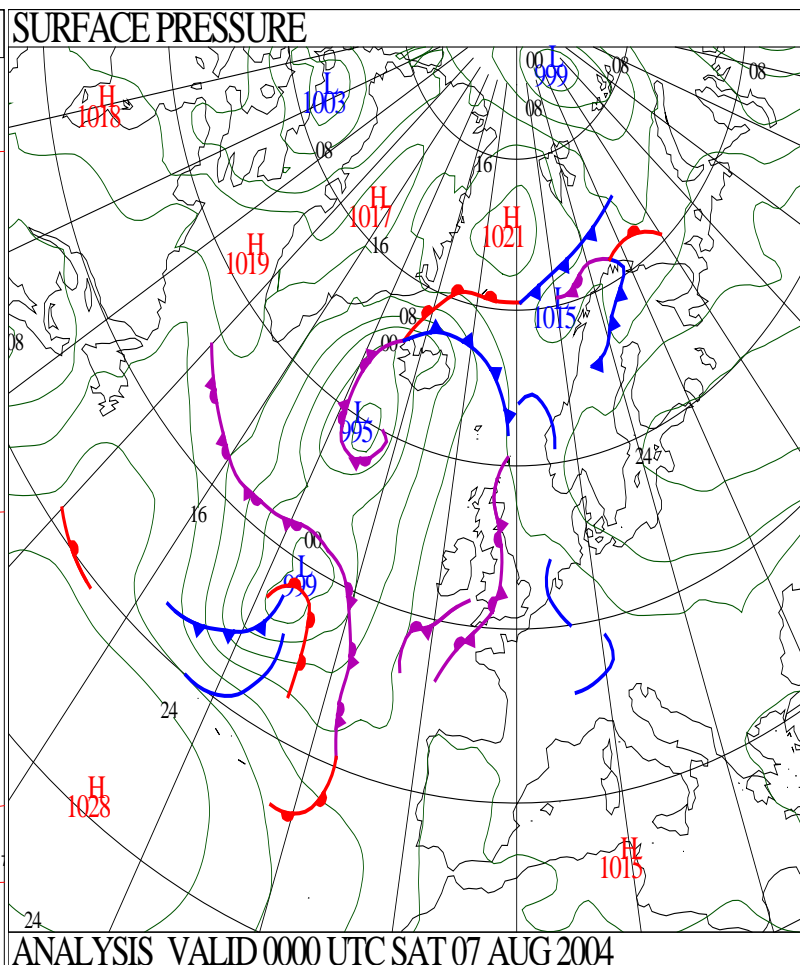 SURFACE PRESSURE
L
00
999
08
08
L
1003
H
1018
08
08
16
H
1017
H
1021
16
H
1019
L
1015
08
00
08
L
995
24
16
00
L
999
24
H
1028
H
1015
24
ANALYSIS VALID 0000 UTC SAT 07 AUG 2004